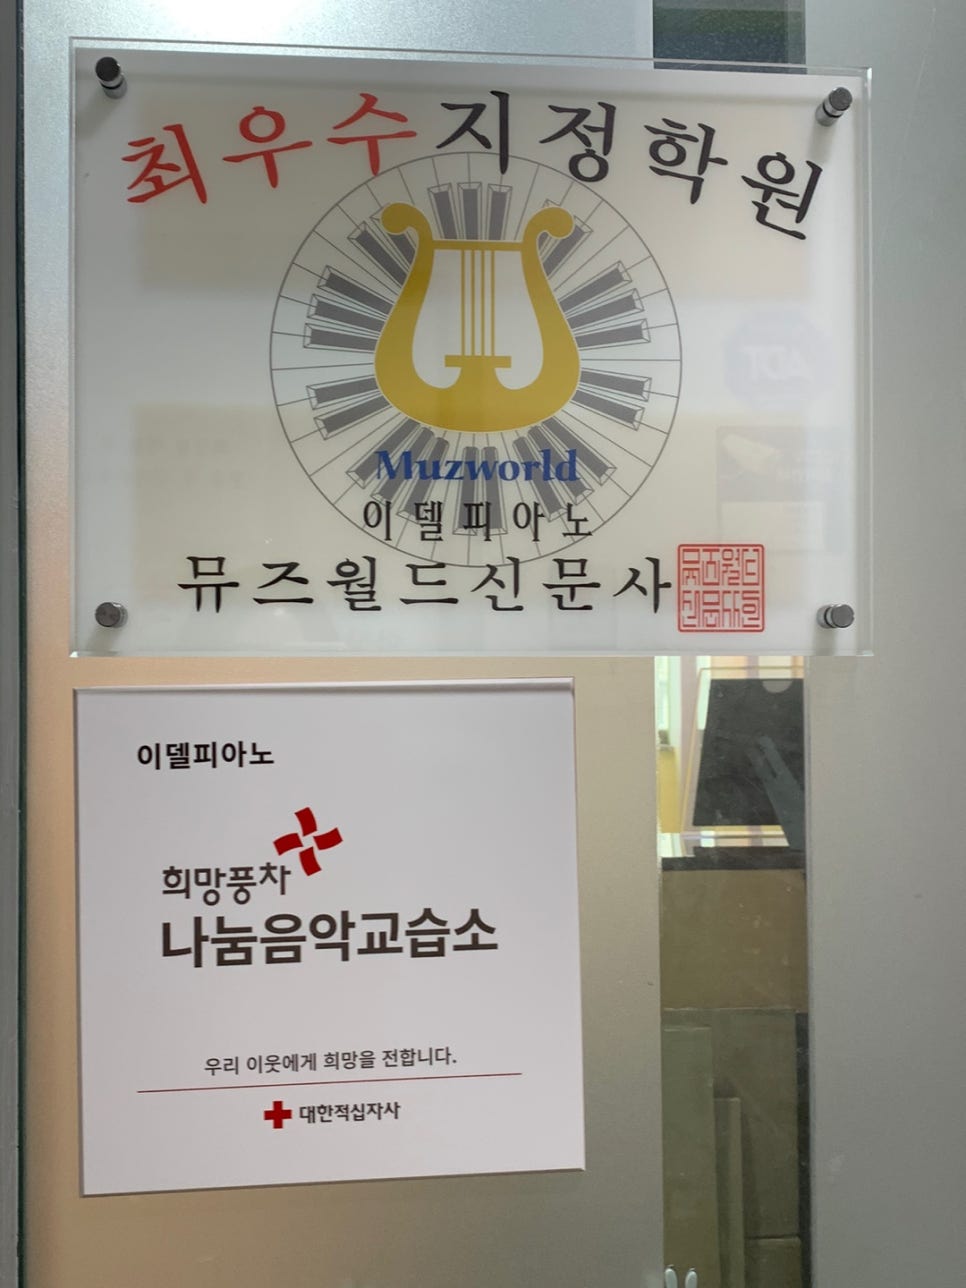 최우수지정학원
Muzworld
이델피아노
뮤즈월드신문사
이델피아노
희망풍차
나눔음악교습소
우리 이웃에게 희망을 전합니다.
대한적십자사
ADT